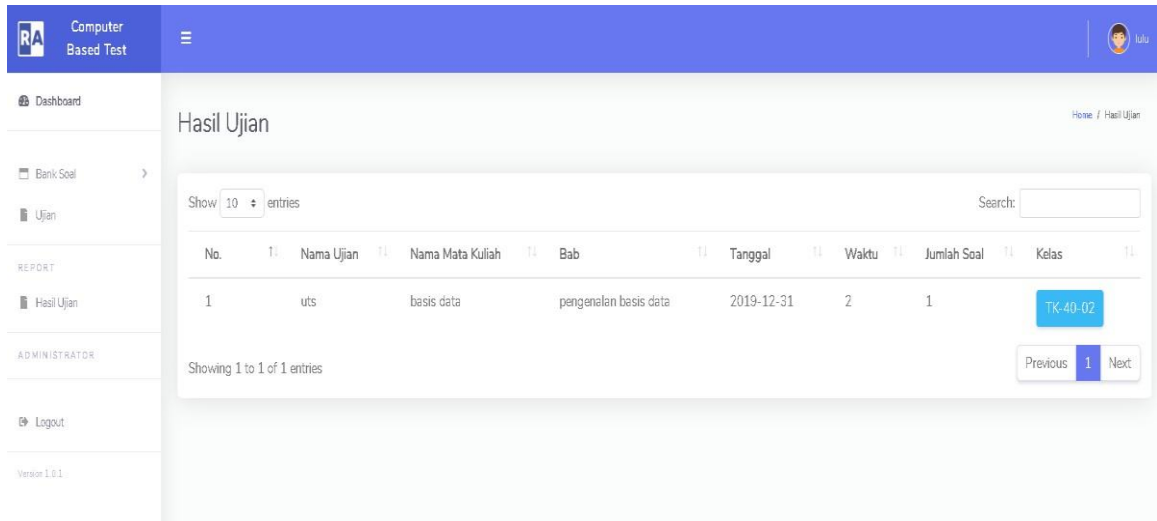 RA
Computer
Based Test
lulu
Dashboard
Bank Soal
Ujian
REPORT
Hasil Ujian
ADMINISTRATOR
Logout
Version 1.0.1
Hasil Ujian
Home / Hasil Ujian
Show 10 entries
Search:
No. Nama Ujian Nama Mata Kuliah Bab Tanggal Waktu Jumlah Soal Kelas
1 uts basis data pengenalan basis data 2019-12-31 2 1 TK-40-02
Showing 1 to 1 of 1 entries
Previous 1 Next